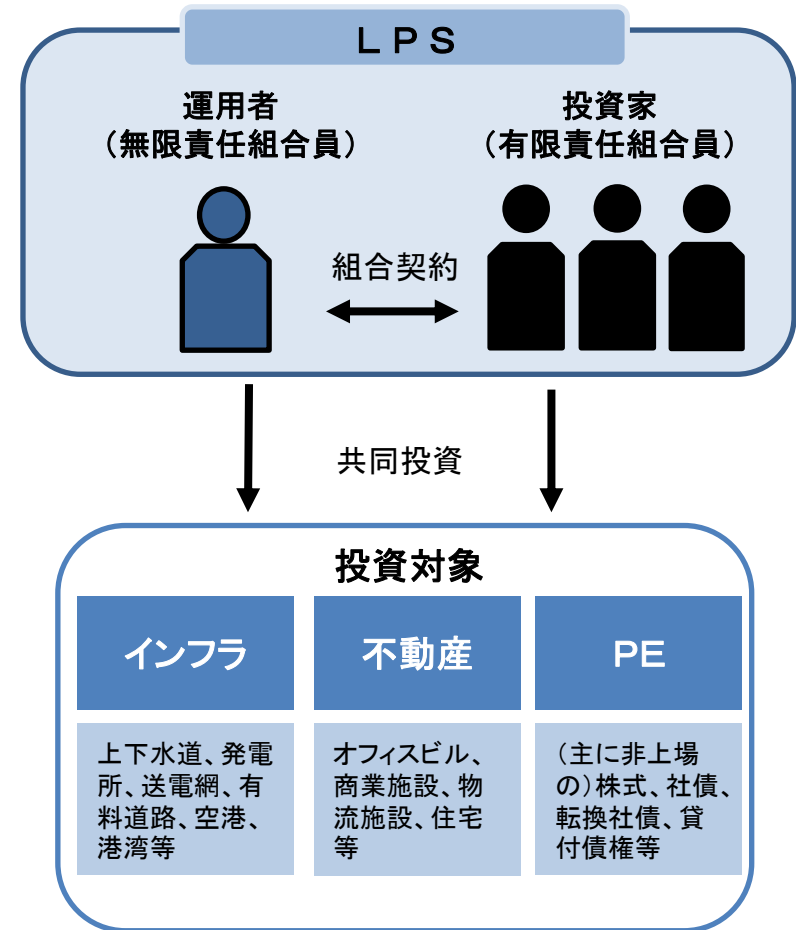 ＬＰＳ
運用者
（無限責任組合員）
投資家
（有限責任組合員）
組合契約
共同投資
投資対象
インフラ
不動産
ＰＥ
上下水道、発電
所、送電網、有
料道路、空港、
港湾等
オフィスビル、
商業施設、物
流施設、住宅
等
（主に非上場
の）株式、社債、
転換社債、貸
付債権等